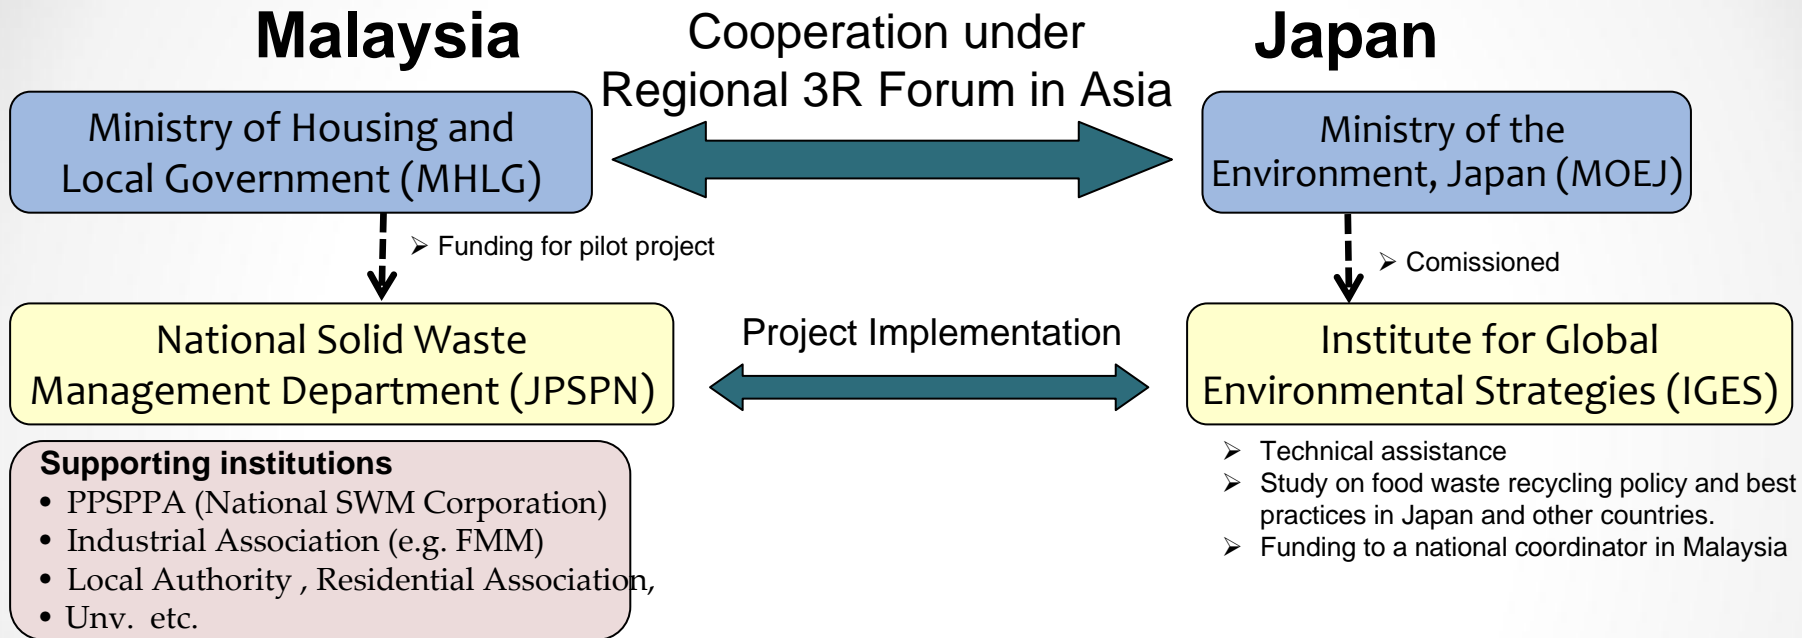 Malaysia
Cooperation under
Regional 3R Forum in Asia
Japan
Ministry of Housing and
Local Government (MHLG)
Ministry of the
Environment, Japan (MOEJ)
➢ Funding for pilot project
➢ Comissioned
National Solid Waste
Management Department (JPSPN)
Project Implementation
Institute for Global
Environmental Strategies (IGES)
Supporting institutions
• PPSPPA (National SWM Corporation)
• Industrial Association (e.g. FMM)
• Local Authority , Residential Association,
• Unv. etc.
➢ Technical assistance
➢ Study on food waste recycling policy and best
practices in Japan and other countries.
➢ Funding to a national coordinator in Malaysia